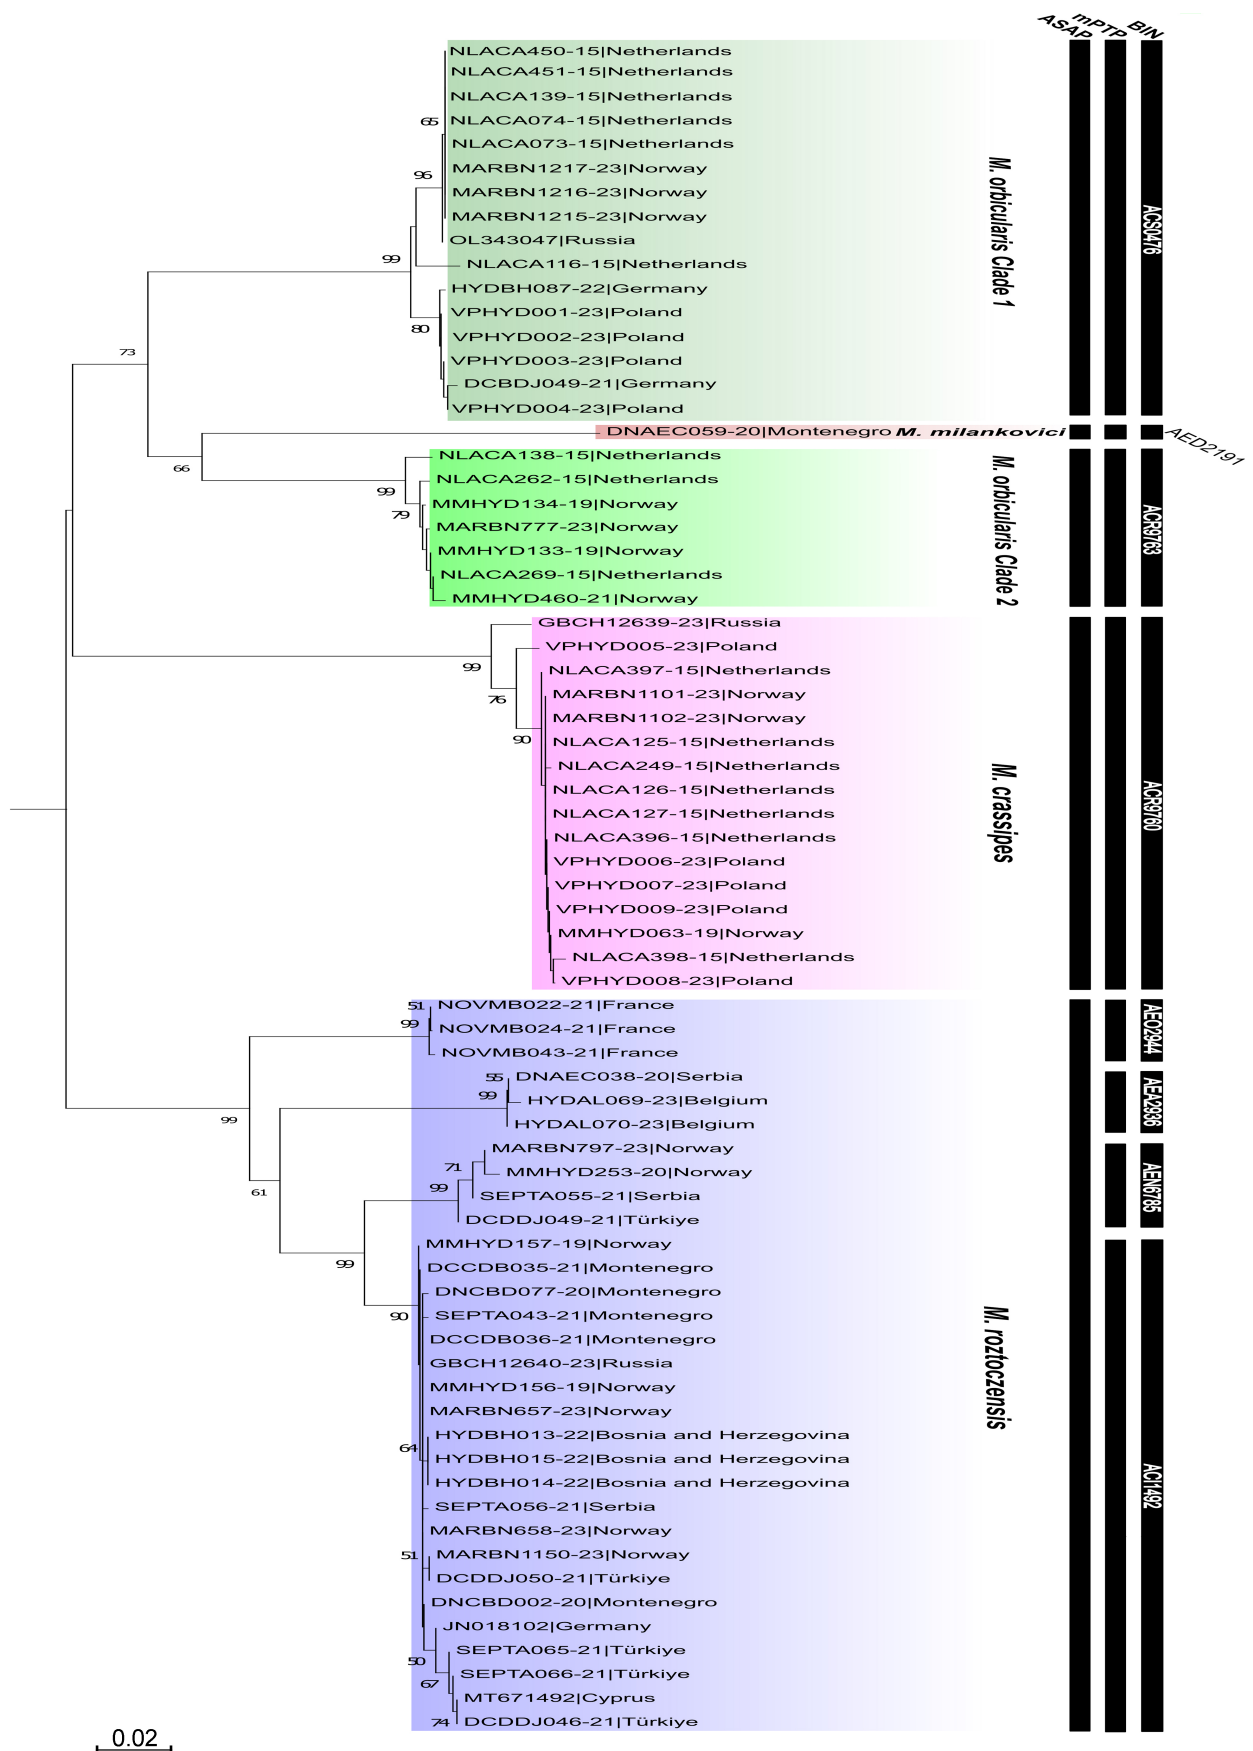 ASAP mPTP BIN
NLACA450-15|Netherlands
NLACA451-15|Netherlands
NLACA139-15|Netherlands
65
NLACA074-15|Netherlands
NLACA073-15|Netherlands
96
MARBN1217-23|Norway
MARBN1216-23|Norway
MARBN1215-23|Norway
OL343047|Russia
99
NLACA116-15|Netherlands
HYDBH087-22|Germany
VPHYD001-23|Poland
80
VPHYD002-23|Poland
VPHYD003-23|Poland
DCBDJ049-21|Germany
VPHYD004-23|Poland
M. orbicularis Clade 1
ACS0476
73
DNAEC059-20|Montenegro M. milankovici
AED2191
66
NLACA138-15|Netherlands
NLACA262-15|Netherlands
99
MMHYD134-19|Norway
79
MARBN777-23|Norway
MMHYD133-19|Norway
NLACA269-15|Netherlands
MMHYD460-21|Norway
M. orbicularis Clade 2
ACR9763
GBCH12639-23|Russia
VPHYD005-23|Poland
99
NLACA397-15|Netherlands
76
MARBN1101-23|Norway
MARBN1102-23|Norway
90
NLACA125-15|Netherlands
NLACA249-15|Netherlands
NLACA126-15|Netherlands
NLACA127-15|Netherlands
NLACA396-15|Netherlands
VPHYD006-23|Poland
VPHYD007-23|Poland
VPHYD009-23|Poland
MMHYD063-19|Norway
NLACA398-15|Netherlands
VPHYD008-23|Poland
M. crassipes
ACR9760
51
NOVMB022-21|France
99
NOVMB024-21|France
NOVMB043-21|France
AEO2944
55
DNAEC038-20|Serbia
99
HYDAL069-23|Belgium
HYDAL070-23|Belgium
AEA2936
99
MARBN797-23|Norway
71
MMHYD253-20|Norway
99
SEPTA055-21|Serbia
61
DCDDJ049-21|Türkiye
AEN6785
MMHYD157-19|Norway
99
DCCDB035-21|Montenegro
DNCBD077-20|Montenegro
90
SEPTA043-21|Montenegro
DCCDB036-21|Montenegro
GBCH12640-23|Russia
MMHYD156-19|Norway
MARBN657-23|Norway
HYDBH013-22|Bosnia and Herzegovina
64
HYDBH015-22|Bosnia and Herzegovina
HYDBH014-22|Bosnia and Herzegovina
SEPTA056-21|Serbia
MARBN658-23|Norway
51
MARBN1150-23|Norway
DCDDJ050-21|Türkiye
DNCBD002-20|Montenegro
JN018102|Germany
SEPTA065-21|Türkiye
50
SEPTA066-21|Türkiye
67
MT671492|Cyprus
74
DCDDJ046-21|Türkiye
M. roztoczensis
ACI1492
0.02